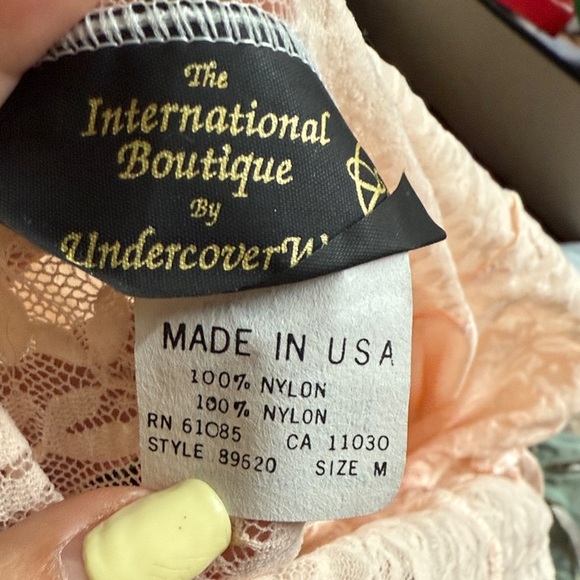 The
International
Boutique
By
MADE IN USA
100% NYLON
100% NYLON
RN 61085 CA 11030
STYLE 89620 SIZE M